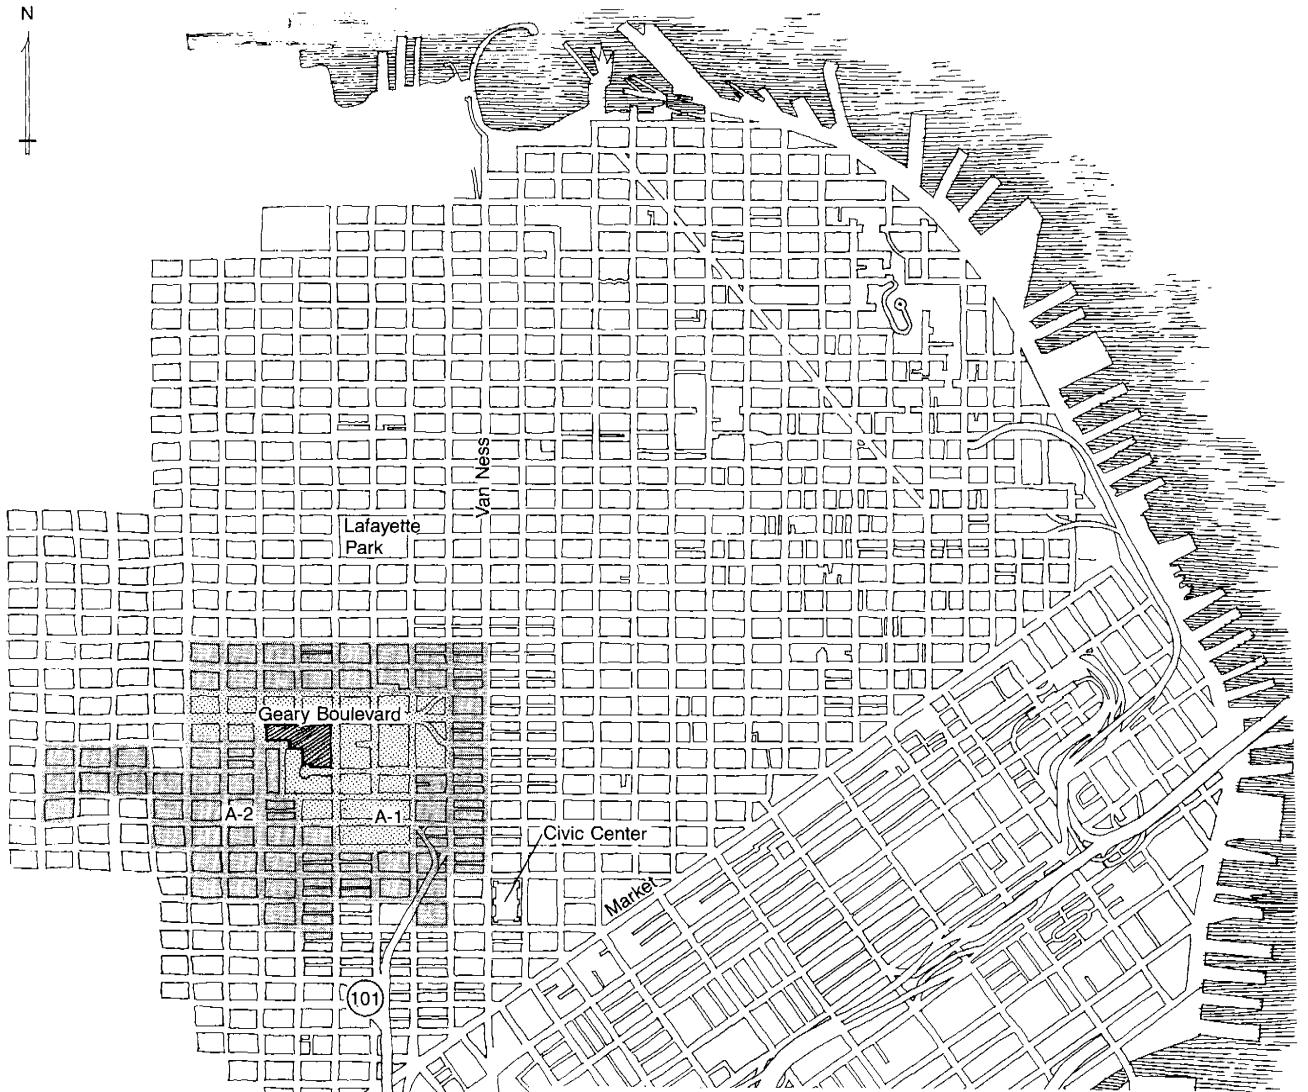 N
Van Ness
Lafayette
Park
Geary Boulevard
A-2
A-1
Civic Center
Market
101